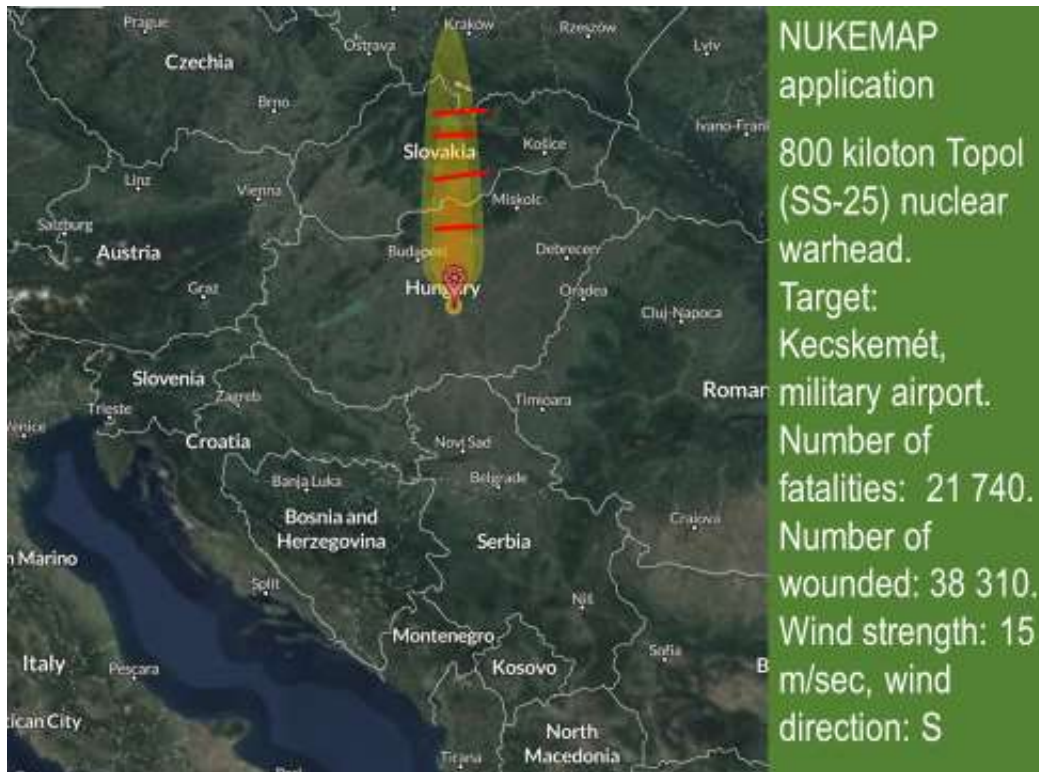 Prague
Kraków
Rzeszów
Ostrava
Lviv
Czechia
Brno
Ivano-Frank
Slovakia
Košice
Linz
Vienna
Miskolc
Salzburg
Austria
Budapest
Debrecen
Graz
Hungary
Oradea
Cluj-Napoca
Slovenia
Zagreb
Timișoara
Roman
Trieste
Venice
Croatia
Novi Sad
Banja Luka
Belgrade
Bosnia and
Herzegovina
Serbia
Craiova
n Marino
Split
Niš
Montenegro
Sofia
Italy
Pescara
Kosovo
B
tican City
North
Macedonia
Tirana
NUKEMAP
application
800 kiloton Topol
(SS-25) nuclear
warhead.
Target:
Kecskemét,
military airport.
Number of
fatalities: 21 740.
Number of
wounded: 38 310.
Wind strength: 15
m/sec, wind
direction: S